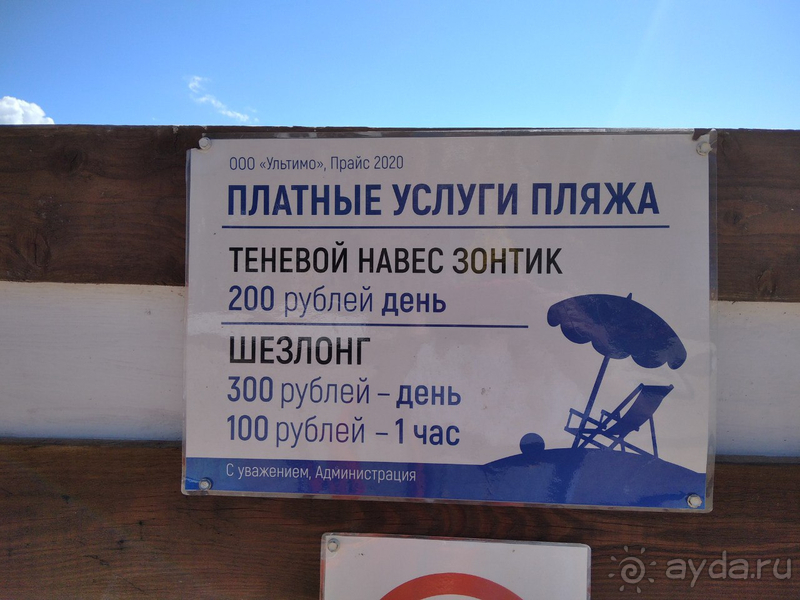 ООО «Ультимо», Прайс 2020
ПЛАТНЫЕ УСЛУГИ ПЛЯЖА
ТЕНЕВОЙ НАВЕС ЗОНТИК
200 рублей день
ШЕЗЛОНГ
300 рублей – день
100 рублей – 1 час
С уважением, Администрация
ayda.ru